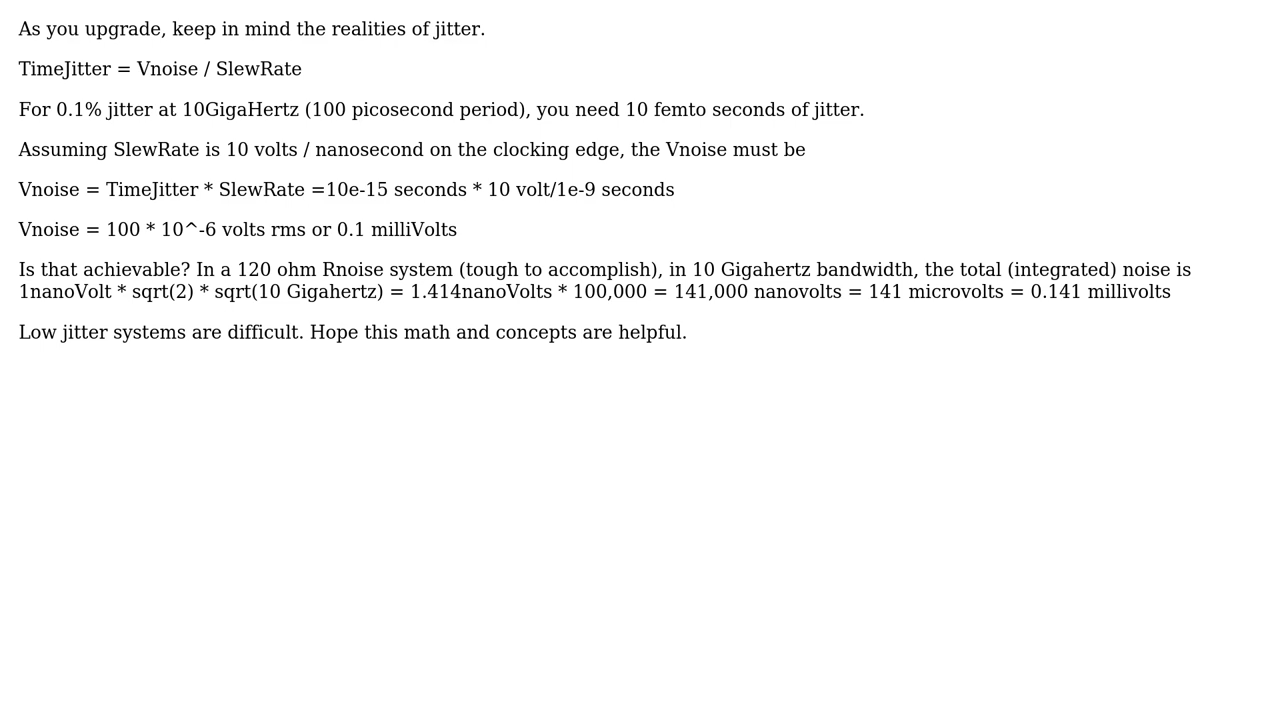 As you upgrade, keep in mind the realities of jitter.
TimeJitter = Vnoise / SlewRate
For 0.1% jitter at 10GigaHertz (100 picosecond period), you need 10 femto seconds of jitter.
Assuming SlewRate is 10 volts / nanosecond on the clocking edge, the Vnoise must be
Vnoise = TimeJitter * SlewRate =10e-15 seconds * 10 volt/1e-9 seconds
Vnoise = 100 * 10^-6 volts rms or 0.1 milliVolts
Is that achievable? In a 120 ohm Rnoise system (tough to accomplish), in 10 Gigahertz bandwidth, the total (integrated) noise is
1nanoVolt * sqrt(2) * sqrt(10 Gigahertz) = 1.414nanoVolts * 100,000 = 141,000 nanovolts = 141 microvolts = 0.141 millivolts
Low jitter systems are difficult. Hope this math and concepts are helpful.